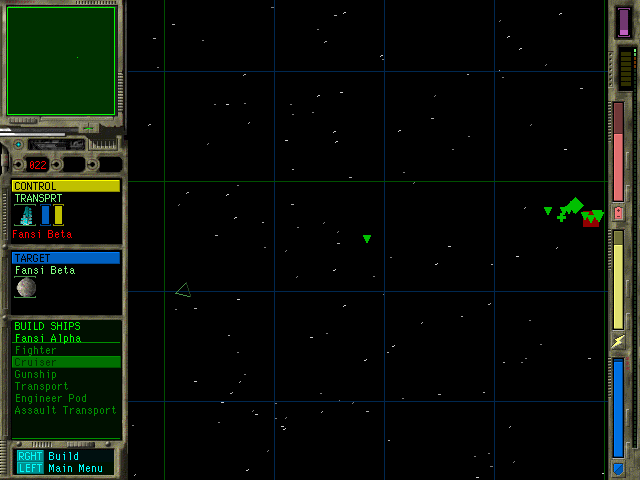 022
CONTROL
TRANSPRT
Fansi Beta
TARGET
Fansi Beta
BUILD SHIPS
Fansi Alpha
Fighter
Cruiser
Gunship
Transport
Engineer Pod
Assault Transport
RGHT Build
LEFT Main Menu